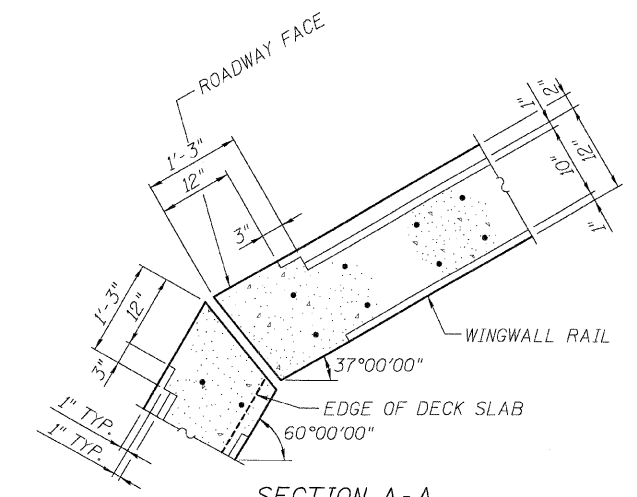 ROADWAY FACE
1'-3"
12"
3"
1"
2"
12"
10"
1"
1'-3"
12"
3"
WINGWALL RAIL
37°00'00"
EDGE OF DECK SLAB
60°00'00"
1" TYP.
1" TYP.
SECTION A-A